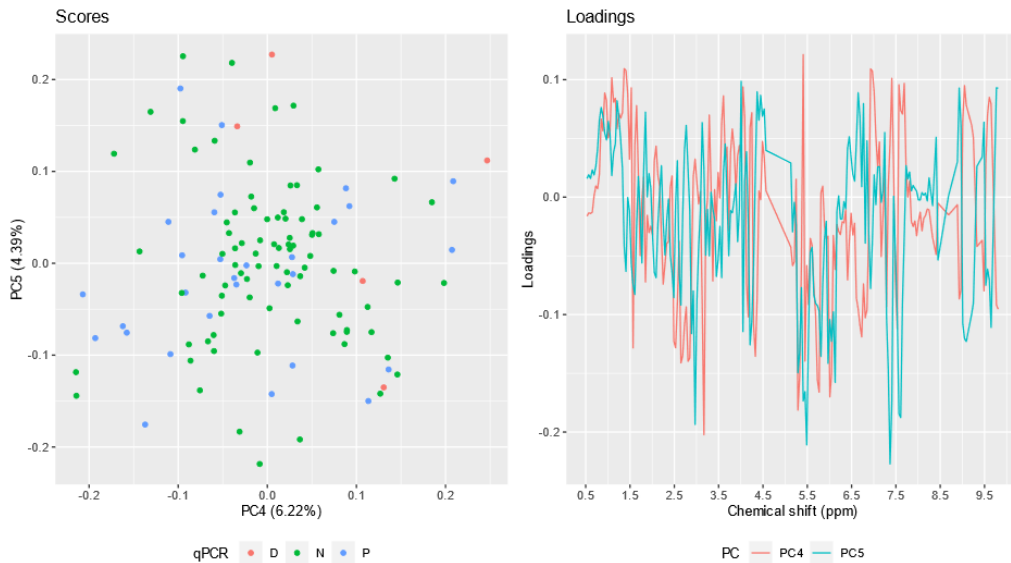 Scores
PC5 (4.39%)
0.2
0.1
0.0
-0.1
-0.2
-0.2 -0.1 0.0 0.1 0.2
PC4 (6.22%)
qPCR D N P
Loadings
Loadings
0.1
0.0
-0.1
-0.2
0.5 1.5 2.5 3.5 4.5 5.5 6.5 7.5 8.5 9.5
Chemical shift (ppm)
PC PC4 PC5